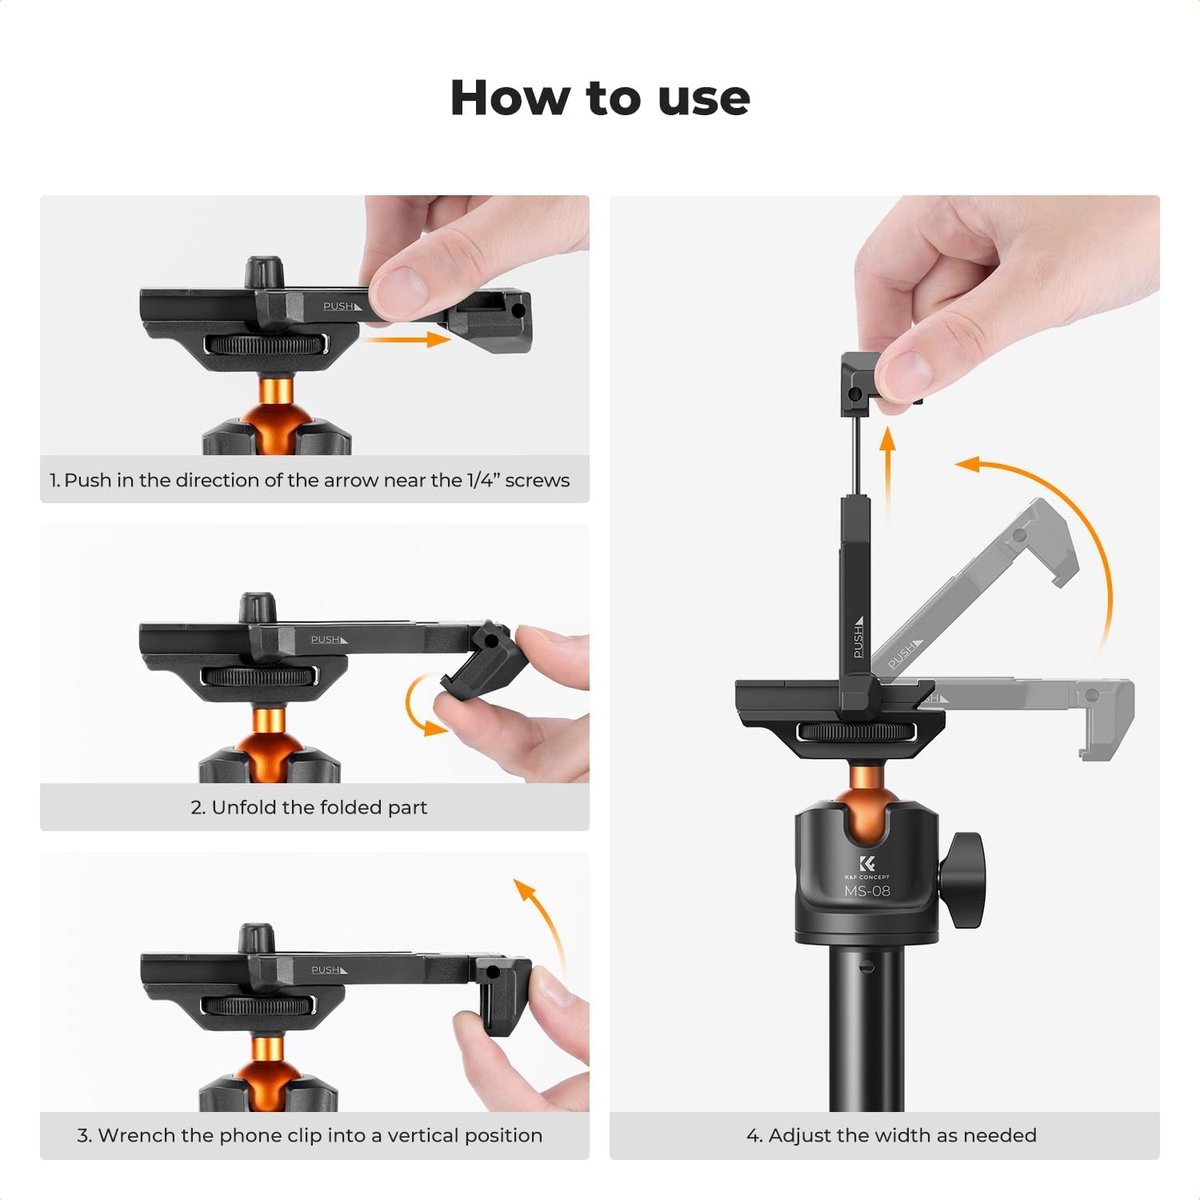 How to use
PUSH
1. Push in the direction of the arrow near the 1/4” screws
PUSH
2. Unfold the folded part
PUSH
3. Wrench the phone clip into a vertical position
PUSH
PUSH
K&F CONCEPT
MS-08
4. Adjust the width as needed